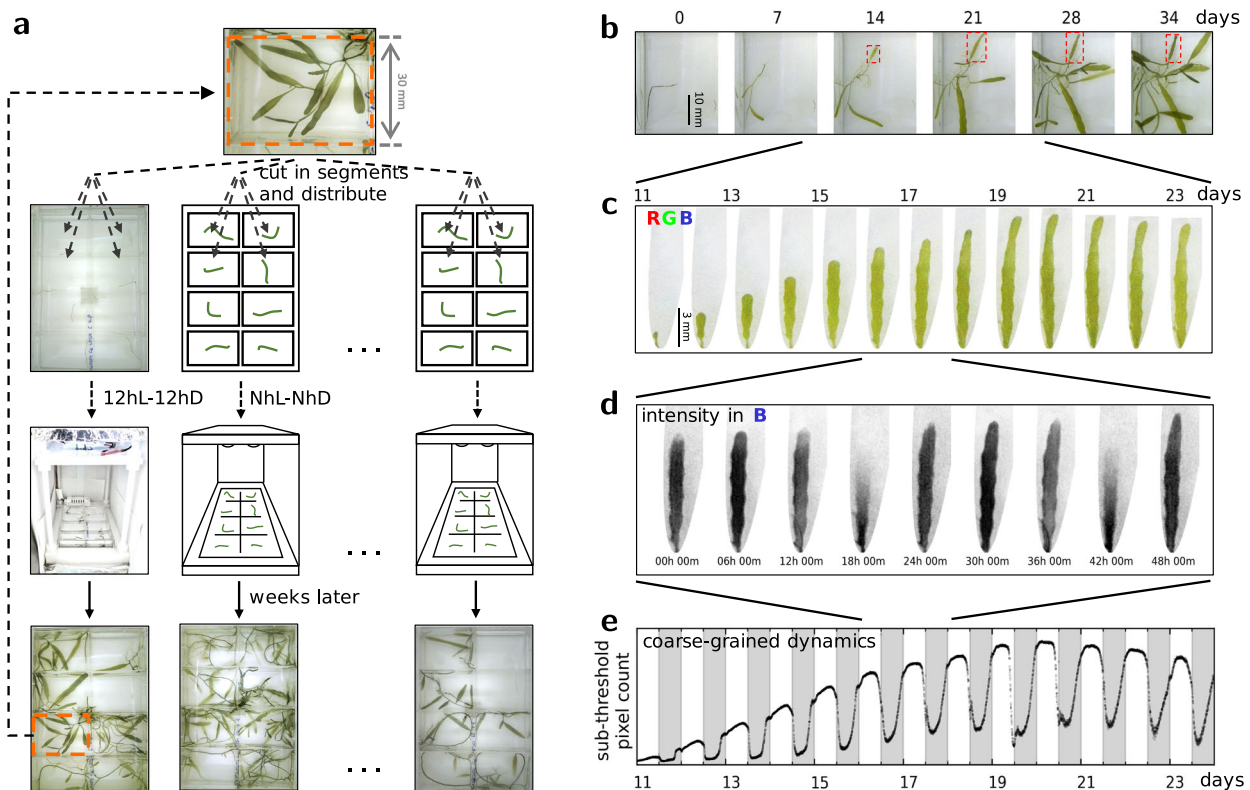 a
30 mm
cut in segments
and distribute
12hL-12hD
NhL-NhD
...
...
weeks later
...
b
0 7 14 21 28 34 days
10 mm
c
11 13 15 17 19 21 23 days
RGB
3 mm
d
intensity in B
00h 00m 06h 00m 12h 00m 18h 00m 24h 00m 30h 00m 36h 00m 42h 00m 48h 00m
e
coarse-grained dynamics
sub-threshold
pixel count
11 13 15 17 19 21 23 days